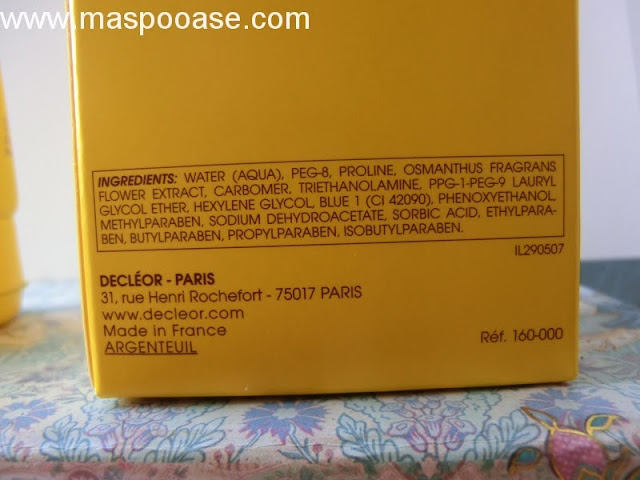 www.maspooase.com
INGREDIENTS: WATER (AQUA), PEG-8, PROLINE, OSMANTHUS FRAGRANS
FLOWER EXTRACT, CARBOMER, TRIETHANOLAMINE, PPG-1-PEG-9 LAURYL
GLYCOL ETHER, HEXYLENE GLYCOL, BLUE 1 (CI 42090), PHENOXYETHANOL,
METHYLPARABEN, SODIUM DEHYDROACETATE, SORBIC ACID, ETHYLPARA-
BEN, BUTYLPARABEN, PROPYLPARABEN, ISOBUTYLPARABEN.
IL290507
DECLÉOR - PARIS
31, rue Henri Rochefort - 75017 PARIS
www.decleor.com
Made in France
ARGENTEUIL
Réf. 160-000